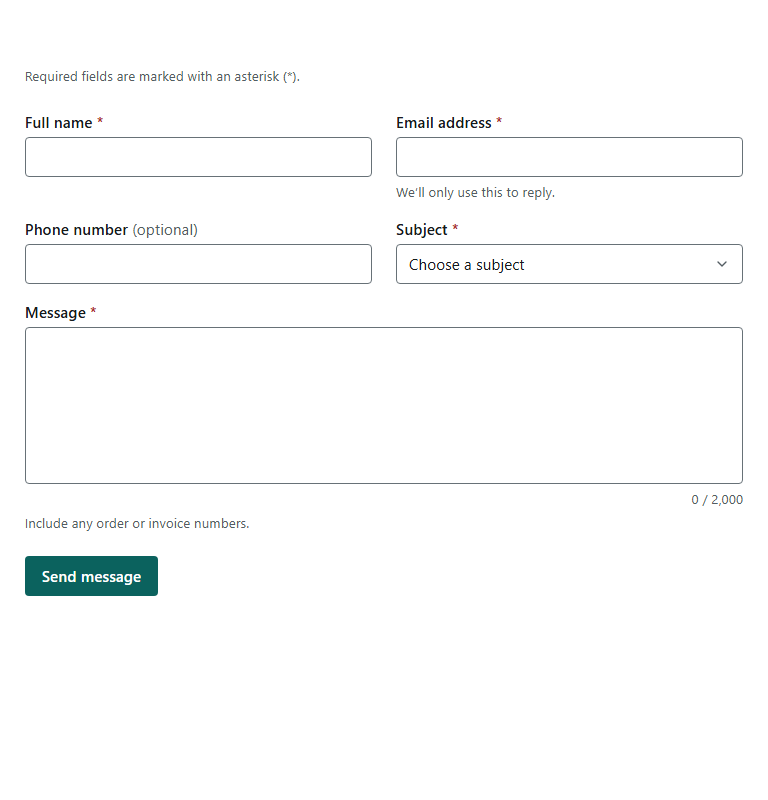 Required fields are marked with an asterisk (*).
Full name *
Email address *
We'll only use this to reply.
Phone number (optional)
Subject *
Choose a subject
Message *
0 / 2,000
Include any order or invoice numbers.
Send message